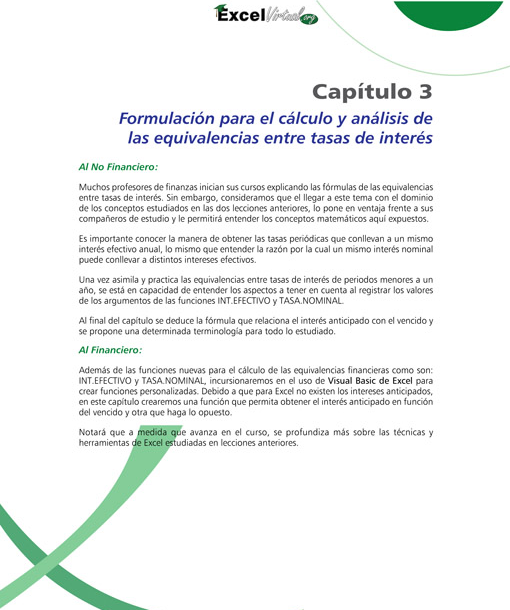 ExcelVirtual.org
Capítulo 3
Formulación para el cálculo y análisis de
las equivalencias entre tasas de interés
Al No Financiero:
Muchos profesores de finanzas inician sus cursos explicando las fórmulas de las equivalencias
entre tasas de interés. Sin embargo, consideramos que el llegar a este tema con el dominio
de los conceptos estudiados en las dos lecciones anteriores, lo pone en ventaja frente a sus
compañeros de estudio y le permitirá entender los conceptos matemáticos aquí expuestos.
Es importante conocer la manera de obtener las tasas periódicas que conllevan a un mismo
interés efectivo anual, lo mismo que entender la razón por la cual un mismo interés nominal
puede conllevar a distintos intereses efectivos.
Una vez asimila y practica las equivalencias entre tasas de interés de periodos menores a un
año, se está en capacidad de entender los aspectos a tener en cuenta al registrar los valores
de los argumentos de las funciones INT.EFECTIVO y TASA.NOMINAL.
Al final del capítulo se deduce la fórmula que relaciona el interés anticipado con el vencido y
se propone una determinada terminología para todo lo estudiado.
Al Financiero:
Además de las funciones nuevas para el cálculo de las equivalencias financieras como son:
INT.EFECTIVO y TASA.NOMINAL, incursionaremos en el uso de Visual Basic de Excel para
crear funciones personalizadas. Debido a que para Excel no existen los intereses anticipados,
en este capítulo crearemos una función que permita obtener el interés anticipado en función
del vencido y otra que haga lo opuesto.
Notará que a medida que avanza en el curso, se profundiza más sobre las técnicas y
herramientas de Excel estudiadas en lecciones anteriores.